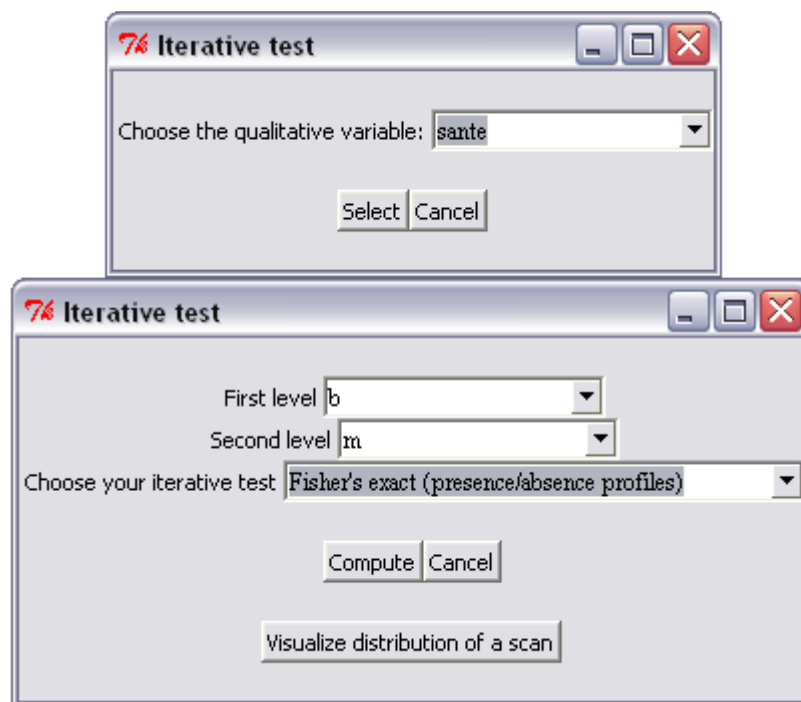 Iterative test
Choose the qualitative variable: sante
Select Cancel
Iterative test
First level b
Second level m
Choose your iterative test Fisher's exact (presence/absence profiles)
Compute Cancel
Visualize distribution of a scan